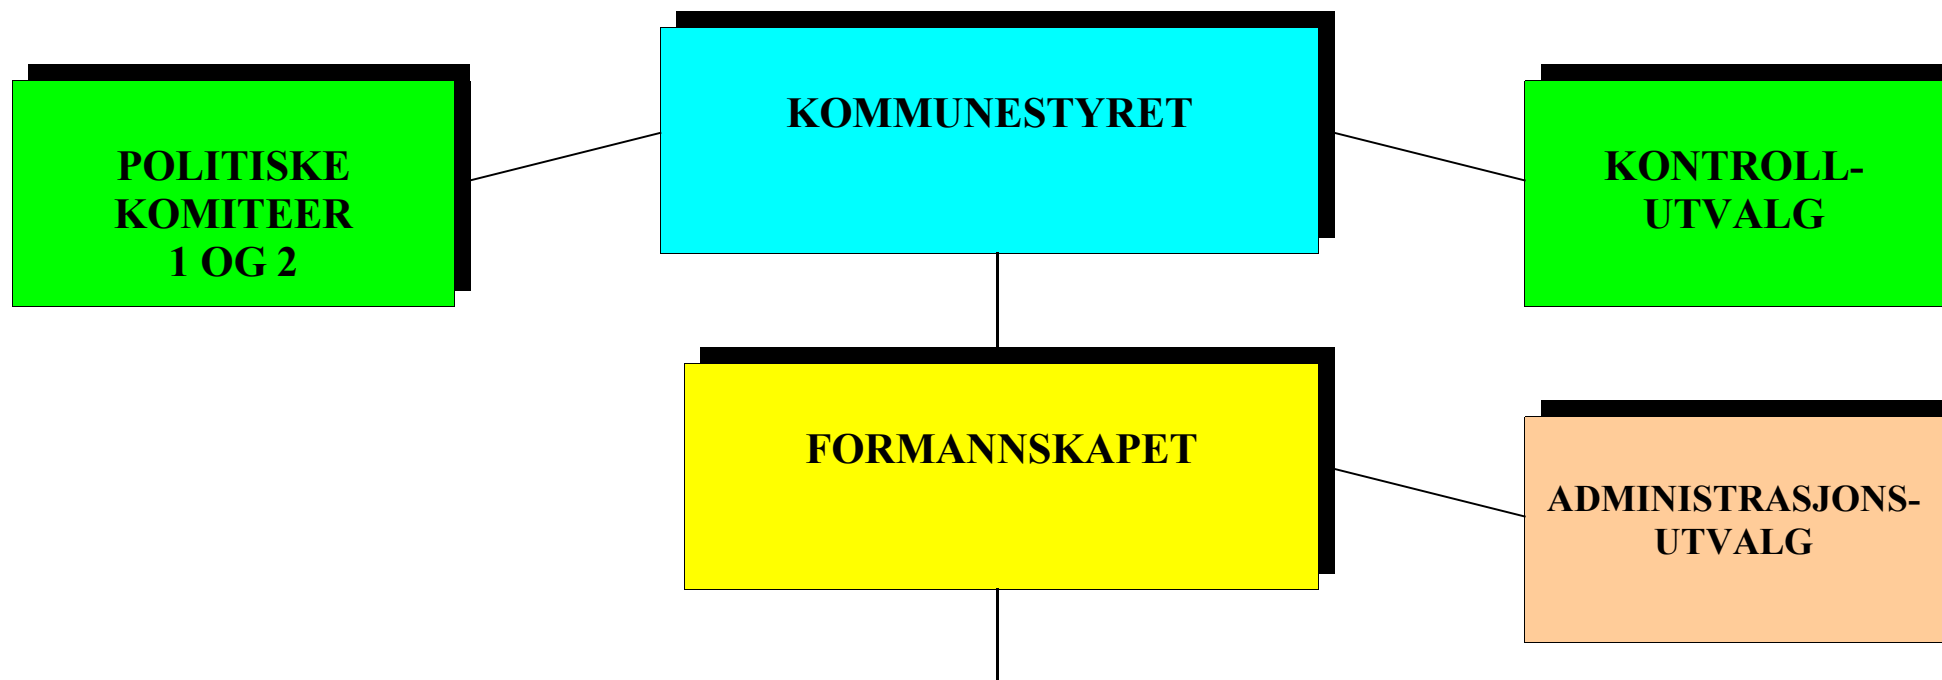 KOMMUNESTYRET
POLITISKE
KOMITEER
1 OG 2
KONTROLL-
UTVALG
FORMANNSKAPET
ADMINISTRASJONS-
UTVALG